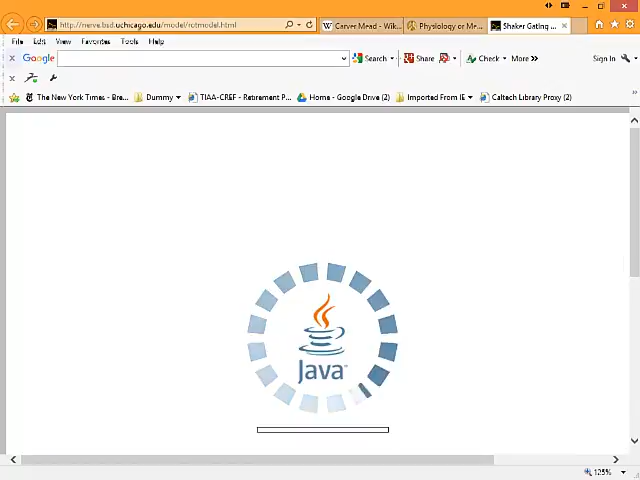 http://nerve.bsd.uchicago.edu/model/rotmodel.html
Carver Mead - Wik...
Physiology or Me...
Shaker Gating ...
File Edit View Favorites Tools Help
Google Search Share Check More Sign In
The New York Times - Bre... Dummy TIAA-CREF - Retirement P... Home - Google Drive (2) Imported From IE Caltech Library Proxy (2)
Java
125%